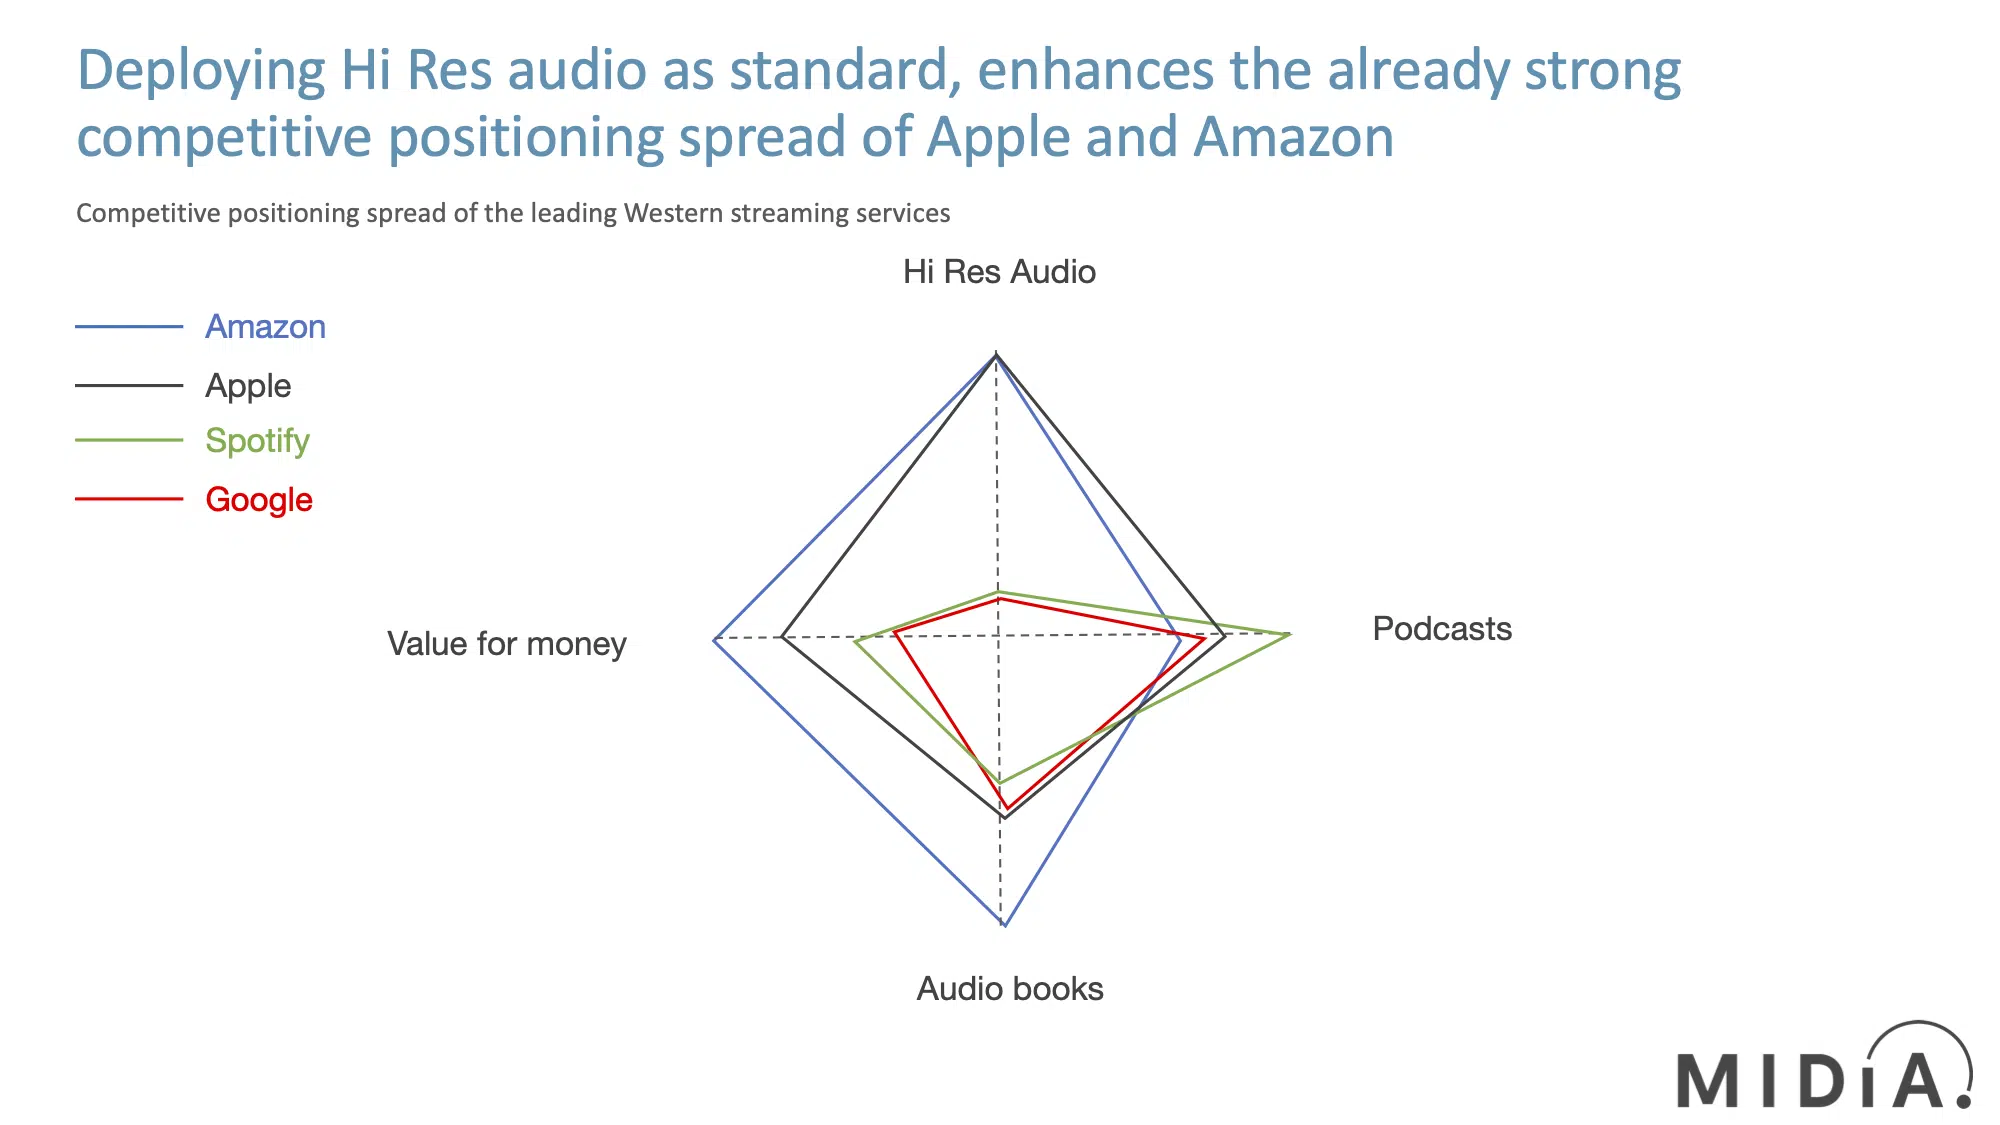 Deploying Hi Res audio as standard, enhances the already strong
competitive positioning spread of Apple and Amazon
Competitive positioning spread of the leading Western streaming services
Hi Res Audio
Amazon
Apple
Spotify
Google
Value for money
Podcasts
Audio books
MIDiA.